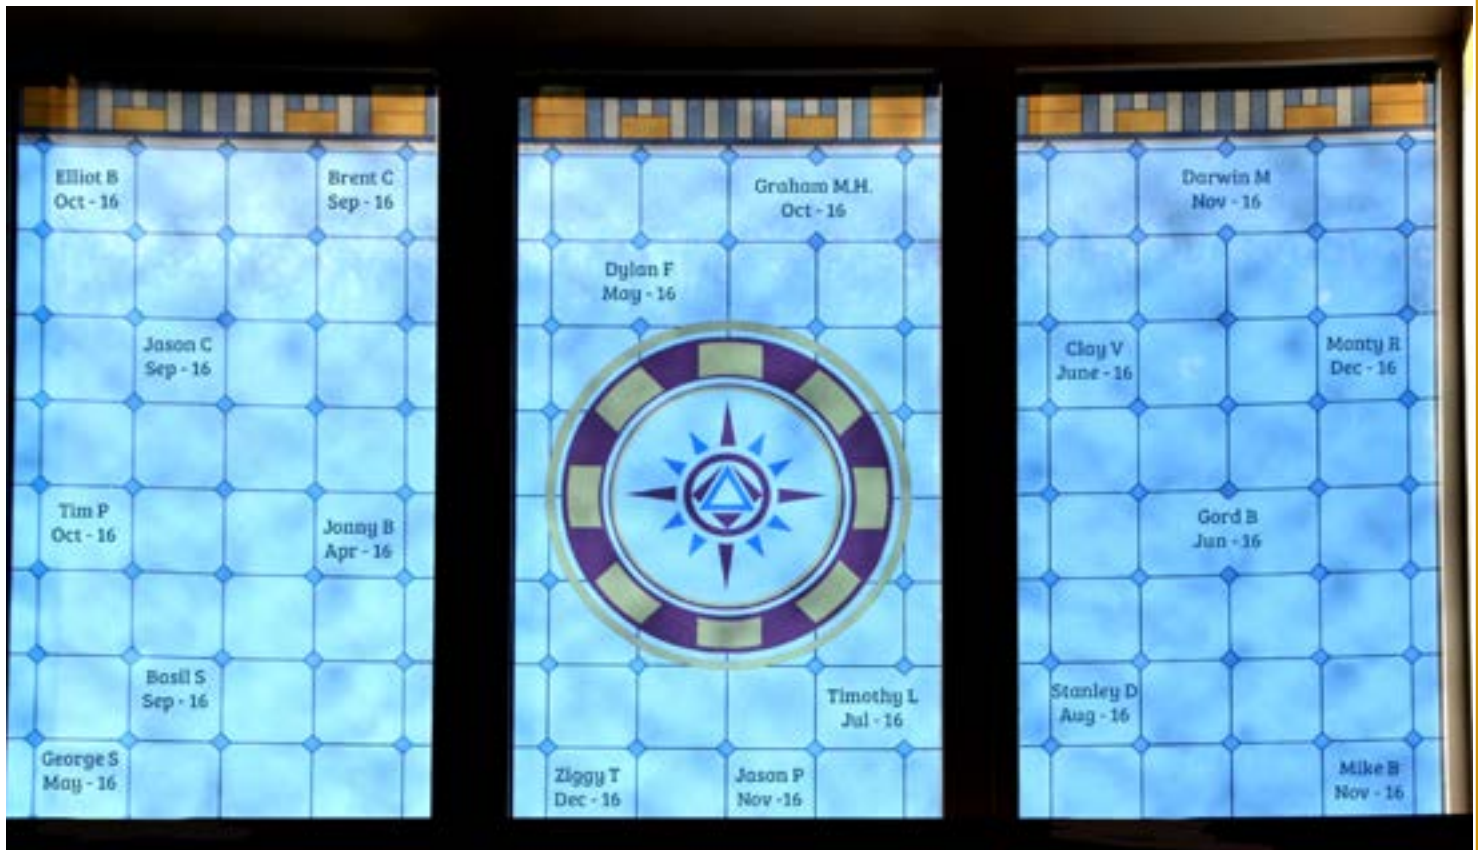 Elliot B
Oct - 16
Brent C
Sep - 16
Jason C
Sep - 16
Tim P
Oct - 16
Jonny B
Apr - 16
Basil S
Sep - 16
George S
May - 16
Graham M.H.
Oct - 16
Dylan F
May - 16
Timothy L
Jul - 16
Ziggy T
Dec - 16
Jason P
Nov -16
Darwin M
Nov - 16
Clay V
June - 16
Monty R
Dec - 16
Gord B
Jun - 16
Stanley D
Aug - 16
Mike B
Nov - 16